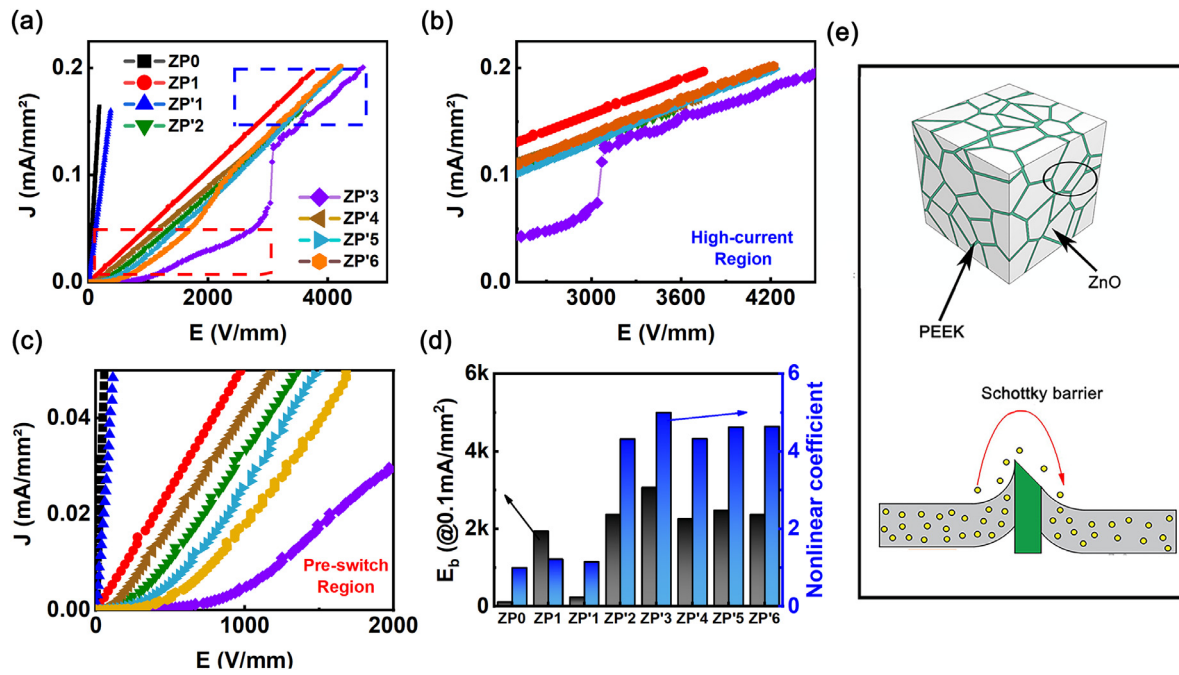 (a)
J (mA/mm²)
0.2
0.1
0.0
ZP0
ZP1
ZP'1
ZP'2
ZP'3
ZP'4
ZP'5
ZP'6
0
2000
4000
E (V/mm)
(b)
J (mA/mm²)
0.2
0.1
0.0
High-current
Region
3000
3600
4200
E (V/mm)
(c)
J (mA/mm²)
0.04
0.02
0.00
Pre-switch
Region
0
1000
2000
E (V/mm)
(d)
E_b (@0.1mA/mm²)
6k
4k
2k
0
6
4
2
0
Nonlinear coefficient
ZP0 ZP1 ZP'1 ZP'2 ZP'3 ZP'4 ZP'5 ZP'6
(e)
PEEK
ZnO
Schottky barrier